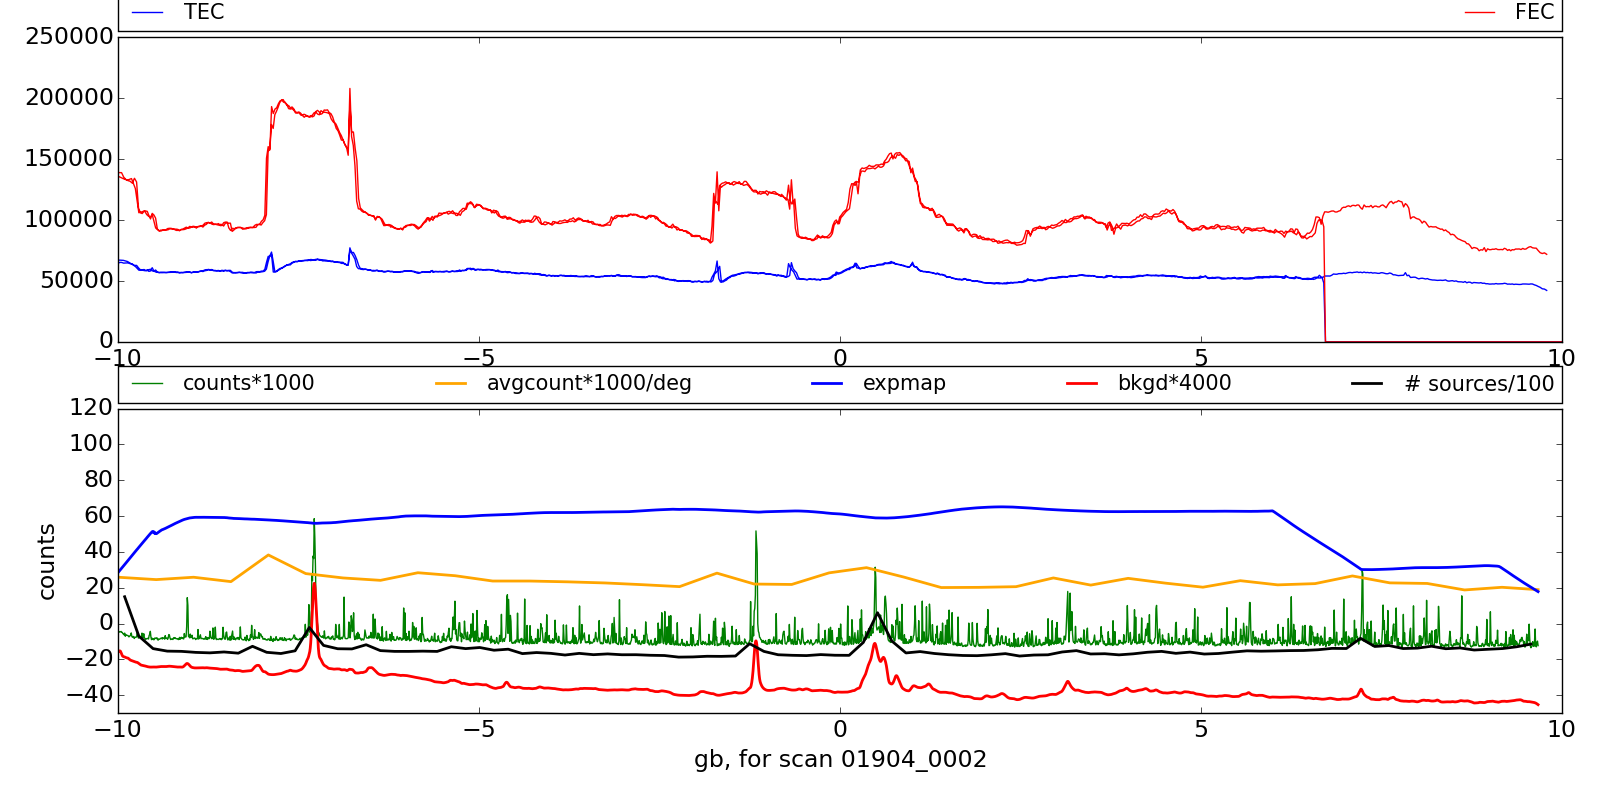 TEC FEC
250000
200000
150000
100000
50000
0
−10 −5 0 5 10
counts*1000 avgcount*1000/deg expmap bkgd*4000 # sources/100
120
100
80
60
40
20
0
−20
−40
counts
−10 −5 0 5 10
gb, for scan 01904_0002